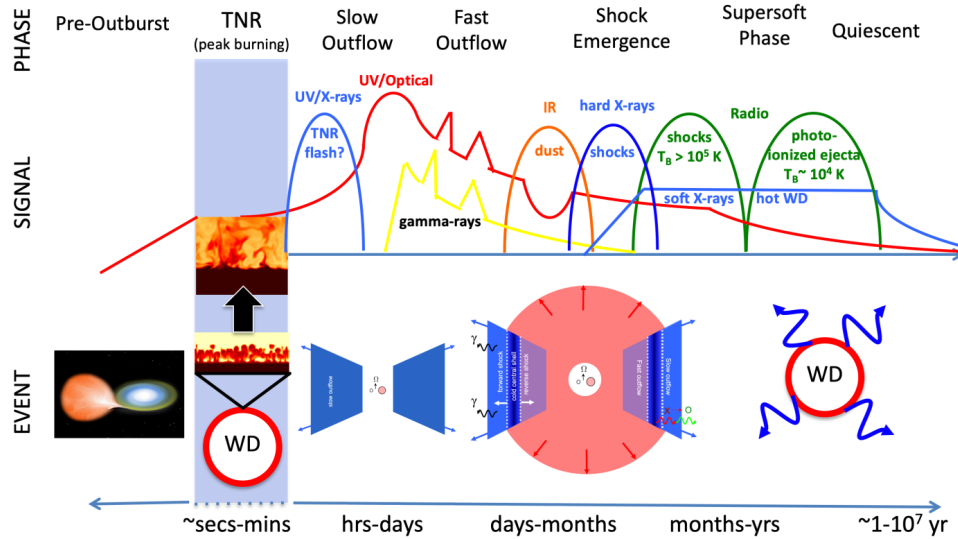 PHASE
Pre-Outburst
TNR
(peak burning)
Slow
Outflow
Fast
Outflow
Shock
Emergence
Supersoft
Phase
Quiescent
SIGNAL
UV/X-rays
TNR
flash?
UV/Optical
gamma-rays
IR
dust
hard X-rays
shocks
Radio
shocks
T_B > 10^5 K
photo-
ionized ejecta
T_B~ 10^4 K
soft X-rays
hot WD
EVENT
WD
slow outflow
Ω
γ
γ
forward shock
cold central shell
reverse shock
Ω
Fast outflow
Slow outflow
X → O
WD
~secs-mins
hrs-days
days-months
months-yrs
~1-10^7 yr